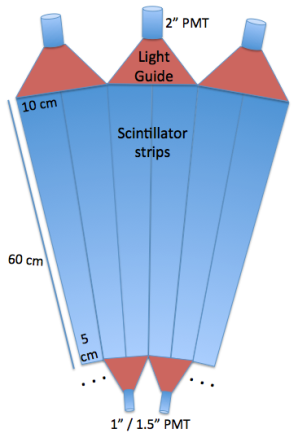 2” PMT
Light
Guide
10 cm
Scintillator
strips
60 cm
5
cm
. . .
. . .
1” / 1.5” PMT